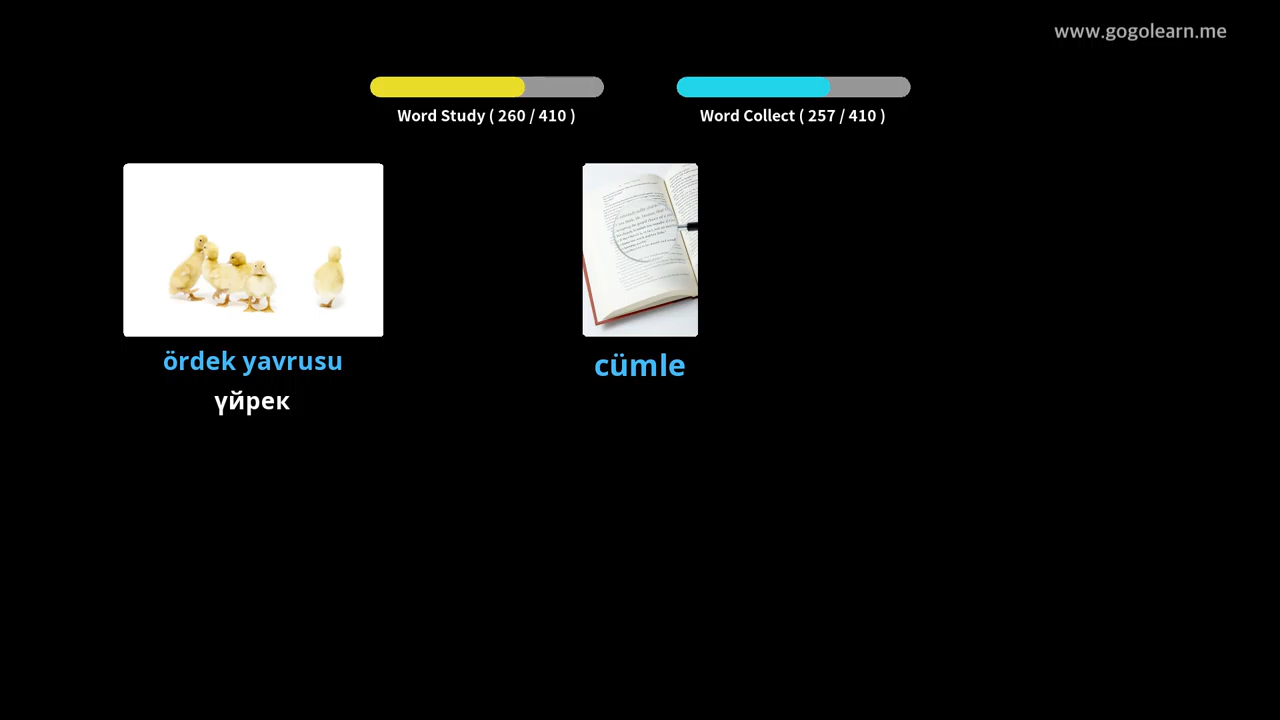 www.gogolearn.me
Word Study ( 260 / 410 )
Word Collect ( 257 / 410 )
ördek yavrusu
үйрек
cümle